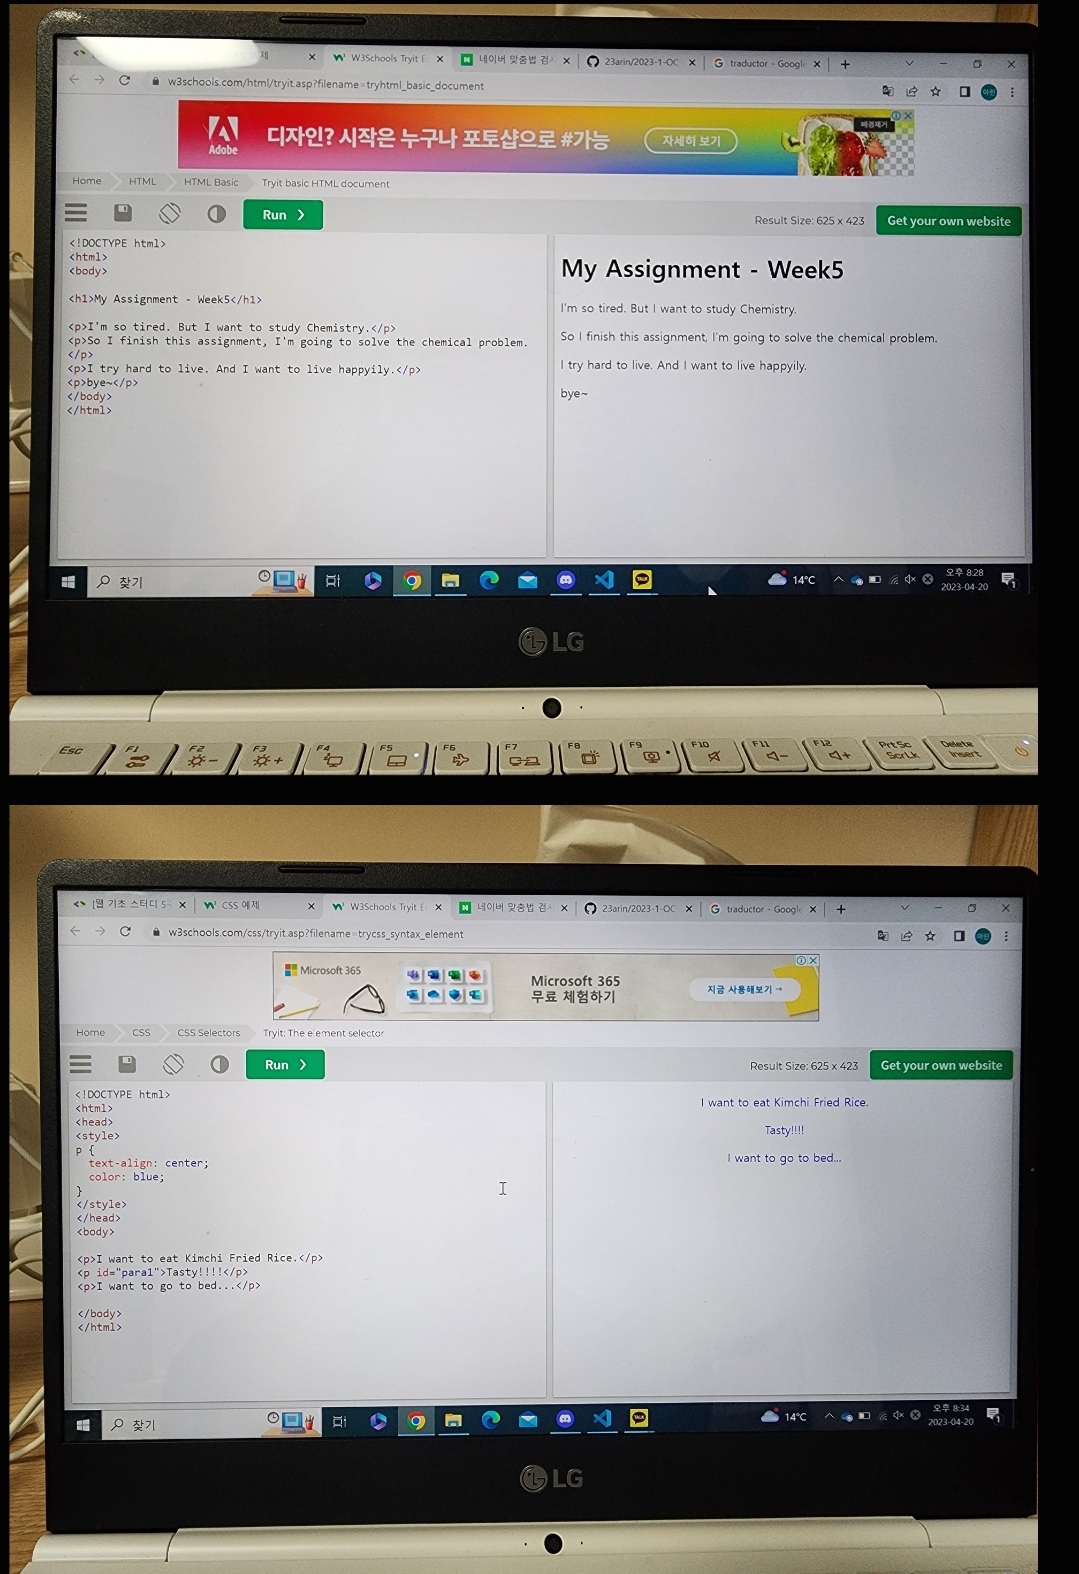 W3Schools Tryit E
네이버 맞춤법 검사
23arin/2023-1-OC
traductor - Google
w3schools.com/html/tryit.asp?filename=tryhtml_basic_document
아린
Adobe
디자인? 시작은 누구나 포토샵으로 #가능
자세히 보기
배경제거
Home
HTML
HTML Basic
Tryit basic HTML document
Run ❯
Result Size: 625 x 423
Get your own website
<!DOCTYPE html>
<html>
<body>
<h1>My Assignment - Week5</h1>
<p>I'm so tired. But I want to study Chemistry.</p>
<p>So I finish this assignment, I'm going to solve the chemical problem.
</p>
<p>I try hard to live. And I want to live happyily.</p>
<p>bye~</p>
</body>
</html>
My Assignment - Week5
I'm so tired. But I want to study Chemistry.
So I finish this assignment, I'm going to solve the chemical problem.
I try hard to live. And I want to live happyily.
bye~
찾기
TALK
14°C
오후 8:28
2023-04-20
1
LG
Esc
F1
F2
F3
F4
F5
F6
F7
F8
F9
F10
F11
F12
PrtSc
ScrLk
Delete
Insert
[웹 기초 스터디 5
CSS 예제
W3Schools Tryit E
네이버 맞춤법 검사
23arin/2023-1-OC
traductor - Google
w3schools.com/css/tryit.asp?filename=trycss_syntax_element
아린
Microsoft 365
Microsoft 365
무료 체험하기
지금 사용해보기 →
Home
CSS
CSS Selectors
Tryit: The element selector
Run ❯
Result Size: 625 x 423
Get your own website
<!DOCTYPE html>
<html>
<head>
<style>
p {
text-align: center;
color: blue;
}
</style>
</head>
<body>
<p>I want to eat Kimchi Fried Rice.</p>
<p id="para1">Tasty!!!!</p>
<p>I want to go to bed...</p>
</body>
</html>
I want to eat Kimchi Fried Rice.
Tasty!!!!
I want to go to bed...
찾기
TALK
14°C
오후 8:34
2023-04-20
1
LG